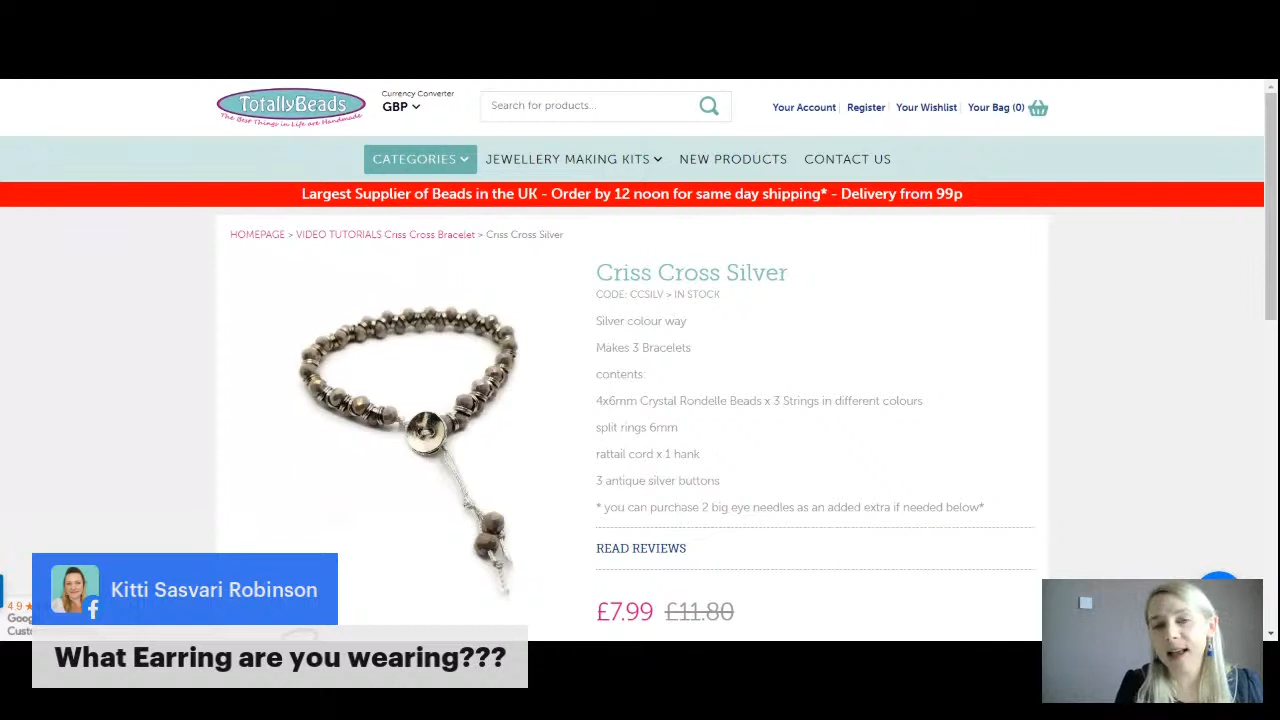 TotallyBeads
The Best Things in Life are Handmade
Currency Converter
GBP
Search for products...
Your Account
Register
Your Wishlist
Your Bag (0)
CATEGORIES
JEWELLERY MAKING KITS
NEW PRODUCTS
CONTACT US
Largest Supplier of Beads in the UK - Order by 12 noon for same day shipping* - Delivery from 99p
HOMEPAGE > VIDEO TUTORIALS Criss Cross Bracelet > Criss Cross Silver
Criss Cross Silver
CODE: CCSILV > IN STOCK
Silver colour way
Makes 3 Bracelets
contents:
4x6mm Crystal Rondelle Beads x 3 Strings in different colours
split rings 6mm
rattail cord x 1 hank
3 antique silver buttons
* you can purchase 2 big eye needles as an added extra if needed below*
READ REVIEWS
£7.99 £11.80
4.9
Goog
Custo
Kitti Sasvari Robinson
What Earring are you wearing???